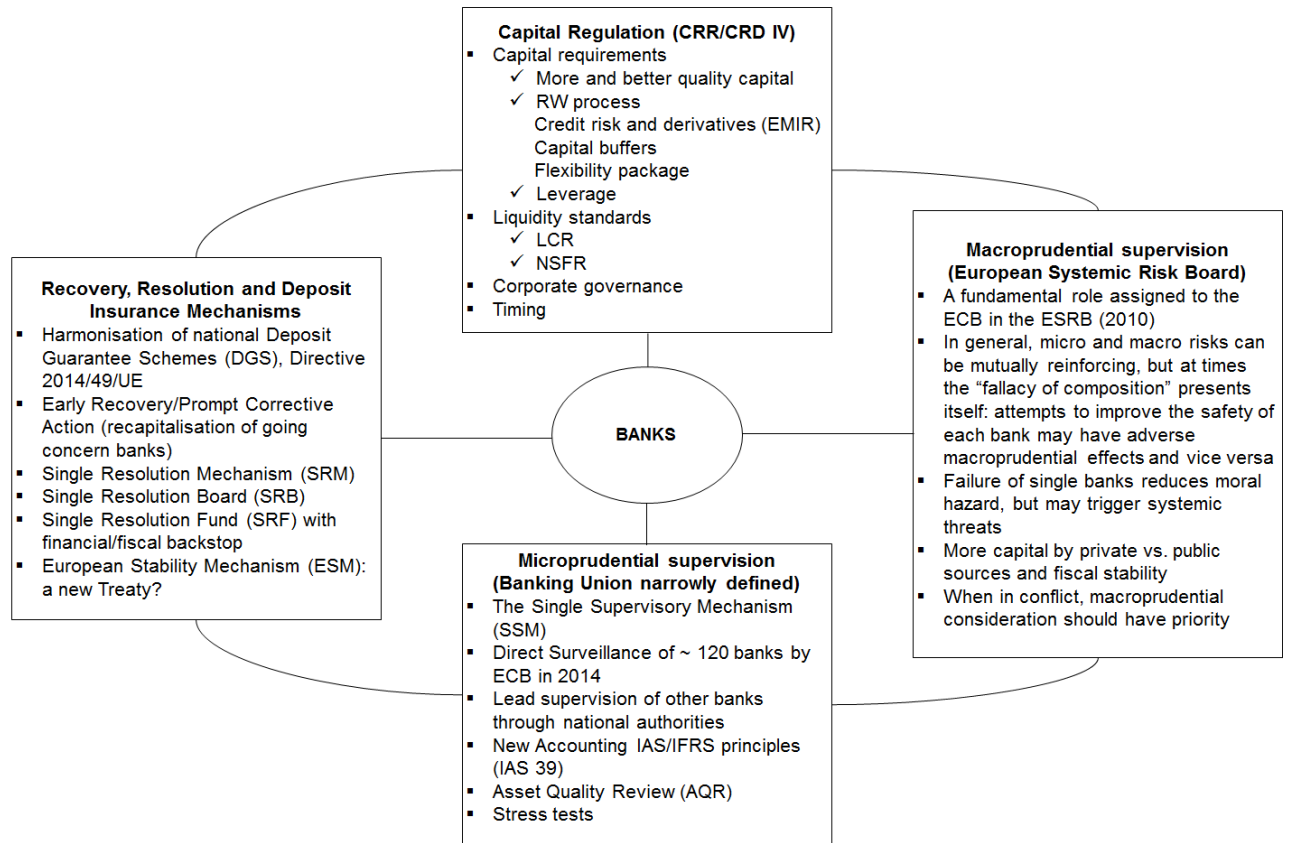 Capital Regulation (CRR/CRD IV)
▪ Capital requirements
✓ More and better quality capital
✓ RW process
Credit risk and derivatives (EMIR)
Capital buffers
Flexibility package
✓ Leverage
▪ Liquidity standards
✓ LCR
✓ NSFR
▪ Corporate governance
▪ Timing
Recovery, Resolution and Deposit
Insurance Mechanisms
▪ Harmonisation of national Deposit
Guarantee Schemes (DGS), Directive
2014/49/UE
▪ Early Recovery/Prompt Corrective
Action (recapitalisation of going
concern banks)
▪ Single Resolution Mechanism (SRM)
▪ Single Resolution Board (SRB)
▪ Single Resolution Fund (SRF) with
financial/fiscal backstop
▪ European Stability Mechanism (ESM):
a new Treaty?
BANKS
Macroprudential supervision
(European Systemic Risk Board)
▪ A fundamental role assigned to the
ECB in the ESRB (2010)
▪ In general, micro and macro risks can
be mutually reinforcing, but at times
the “fallacy of composition” presents
itself: attempts to improve the safety of
each bank may have adverse
macroprudential effects and vice versa
▪ Failure of single banks reduces moral
hazard, but may trigger systemic
threats
▪ More capital by private vs. public
sources and fiscal stability
▪ When in conflict, macroprudential
consideration should have priority
Microprudential supervision
(Banking Union narrowly defined)
▪ The Single Supervisory Mechanism
(SSM)
▪ Direct Surveillance of ~ 120 banks by
ECB in 2014
▪ Lead supervision of other banks
through national authorities
▪ New Accounting IAS/IFRS principles
(IAS 39)
▪ Asset Quality Review (AQR)
▪ Stress tests